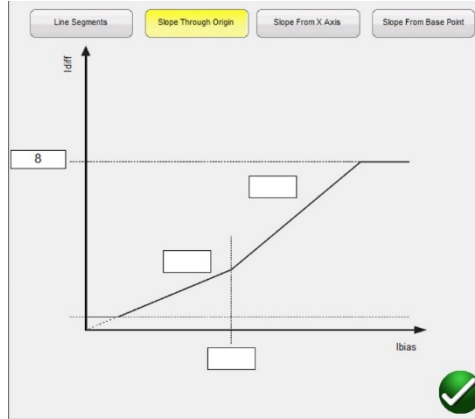 Line Segments
Slope Through Origin
Slope From X Axis
Slope From Base Point
Idiff
8
Ibias